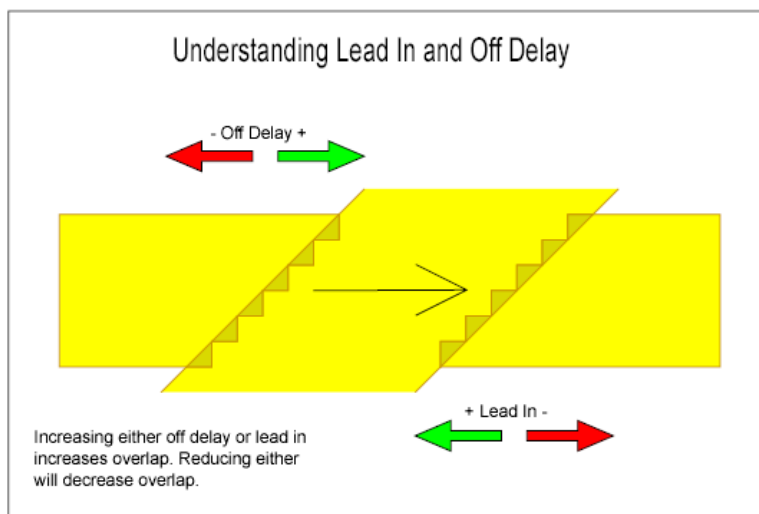 Understanding Lead In and Off Delay
- Off Delay +
+ Lead In -
Increasing either off delay or lead in
increases overlap. Reducing either
will decrease overlap.